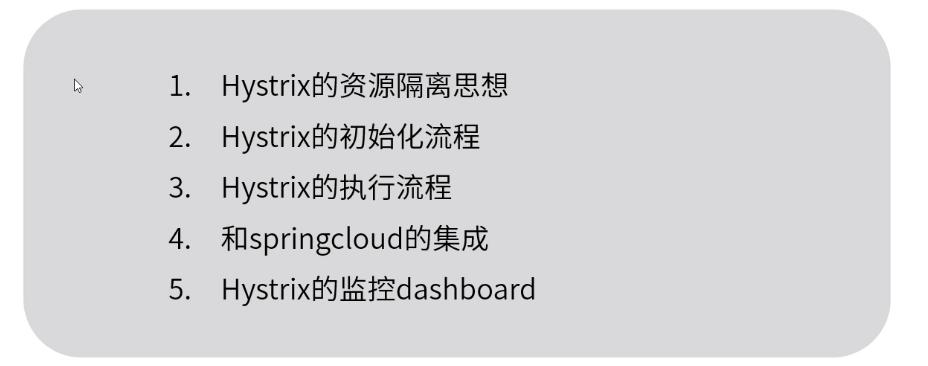 1. Hystrix的资源隔离思想
2. Hystrix的初始化流程
3. Hystrix的执行流程
4. 和springcloud的集成
5. Hystrix的监控dashboard